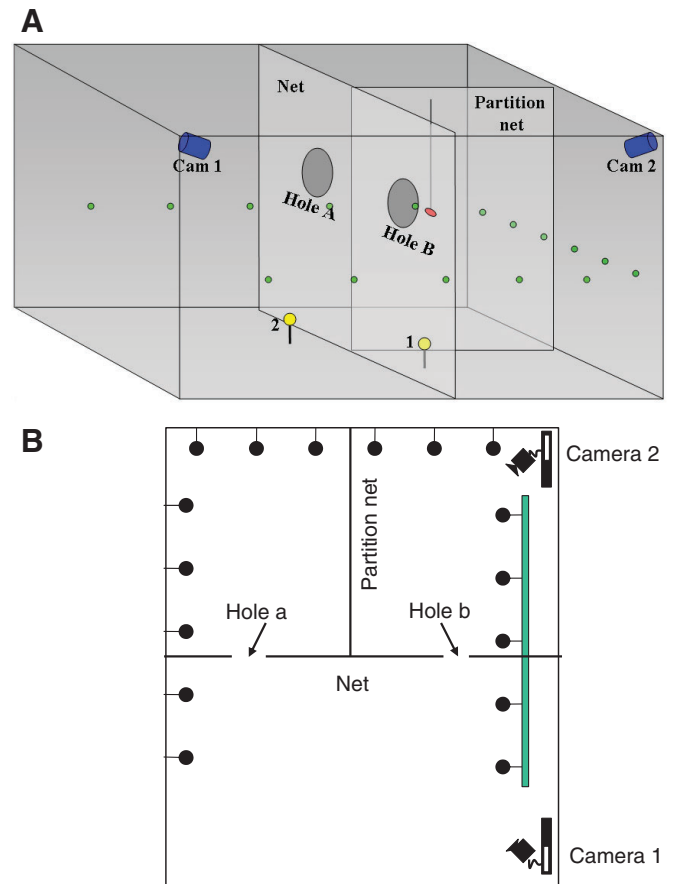 A
Net
Partition
net
Cam 1
Cam 2
Hole A
Hole B
2
1
B
Camera 2
Partition net
Hole a
Hole b
Net
Camera 1